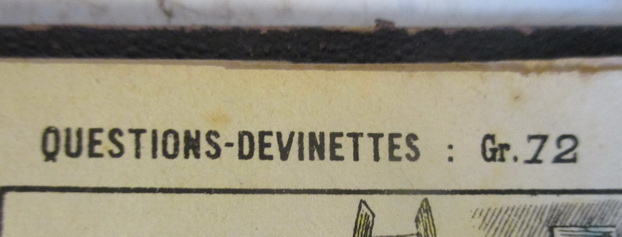 QUESTIONS-DEVINETTES : Gr. 72